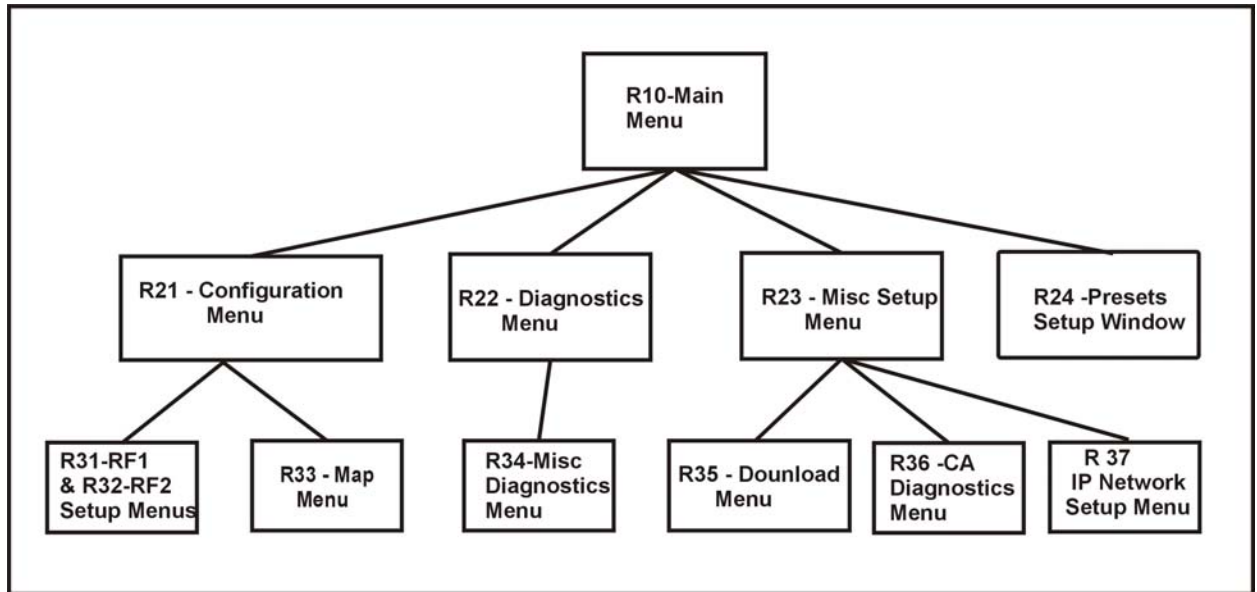 R10-Main
Menu
R21 - Configuration
Menu
R22 - Diagnostics
Menu
R23 - Misc Setup
Menu
R24 -Presets
Setup Window
R31-RF1
& R32-RF2
Setup Menus
R33 - Map
Menu
R34-Misc
Diagnostics
Menu
R35 - Dounload
Menu
R36 -CA
Diagnostics
Menu
R 37
IP Network
Setup Menu